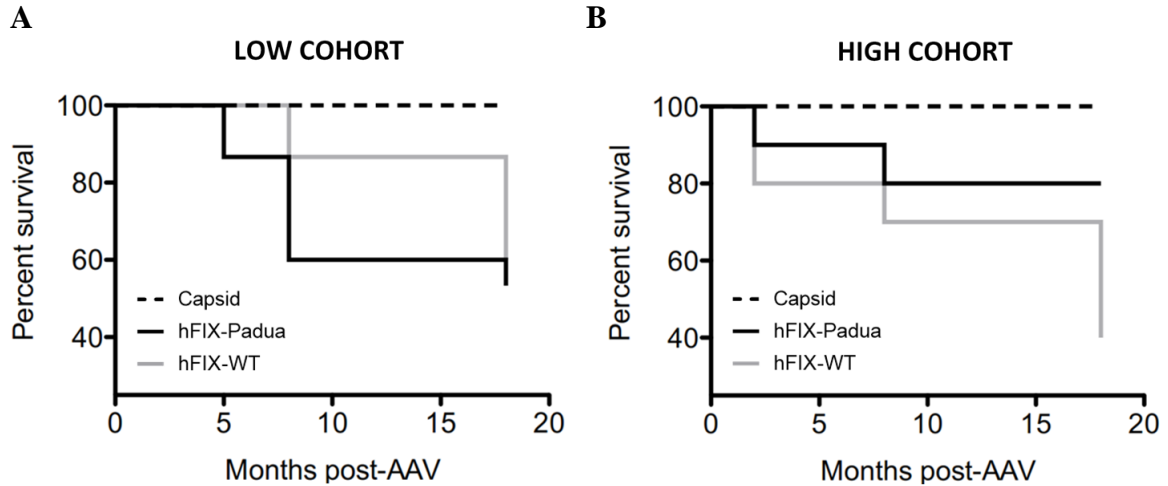 A
LOW COHORT
Percent survival
100
80
60
40
Capsid
hFIX-Padua
hFIX-WT
0 5 10 15 20
Months post-AAV
B
HIGH COHORT
Percent survival
100
80
60
40
Capsid
hFIX-Padua
hFIX-WT
0 5 10 15 20
Months post-AAV